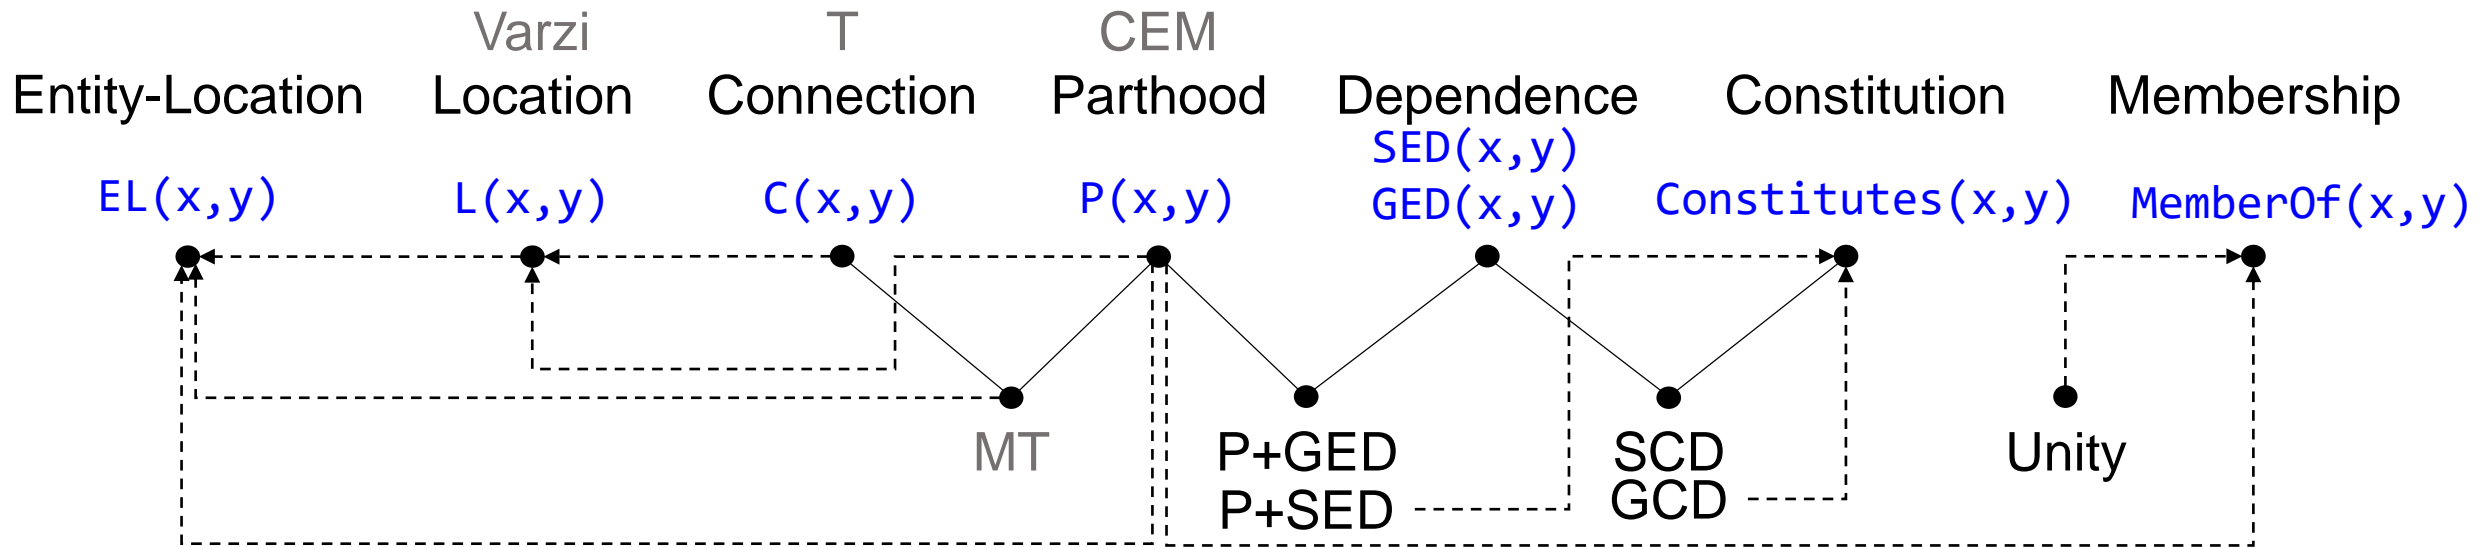 Varzi T CEM
Entity-Location Location Connection Parthood Dependence Constitution Membership
SED(x,y)
EL(x,y) L(x,y) C(x,y) P(x,y) GED(x,y) Constitutes(x,y) MemberOf(x,y)
MT P+GED SCD Unity
P+SED GCD